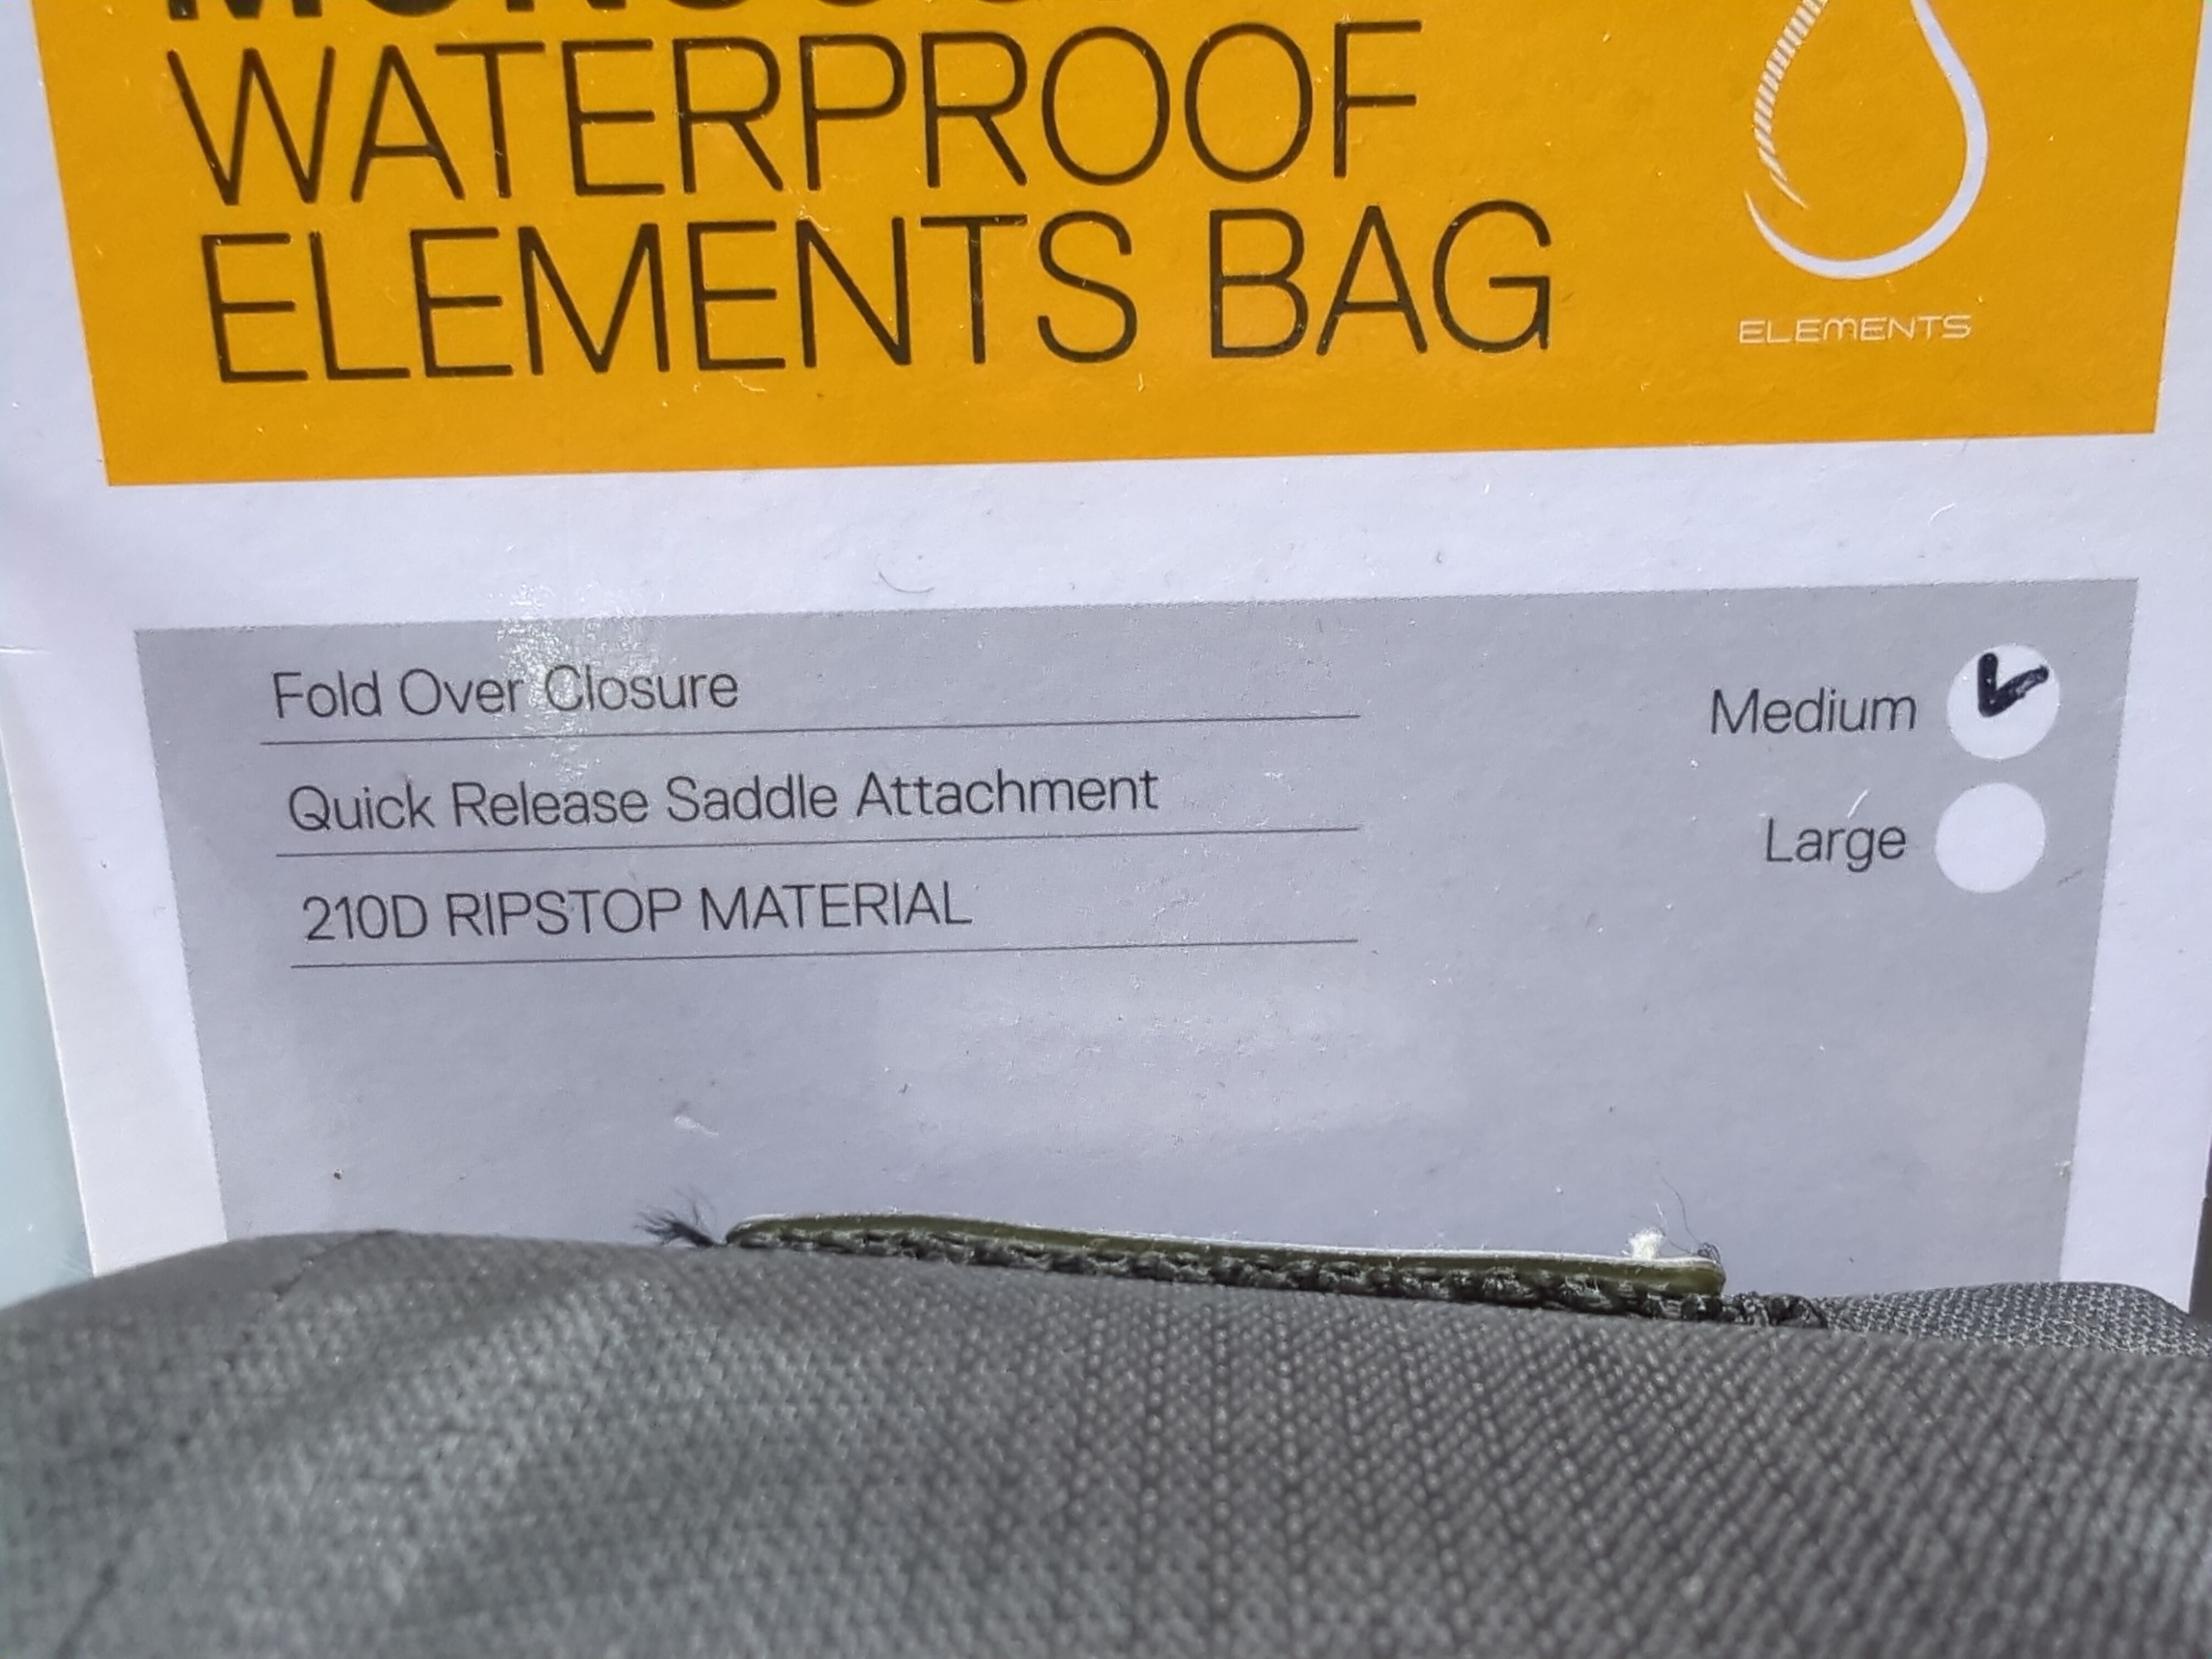 WATERPROOF
ELEMENTS BAG
ELEMENTS
Fold Over Closure
Quick Release Saddle Attachment
210D RIPSTOP MATERIAL
Medium
Large